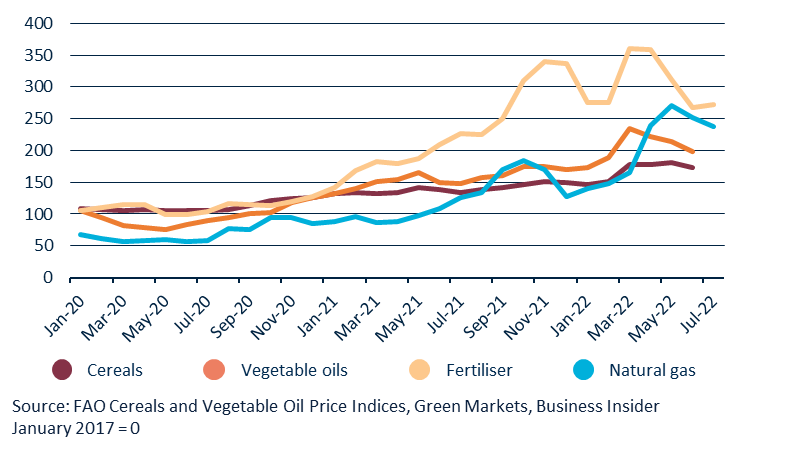 400
350
300
250
200
150
100
50
0
Jan-20 Mar-20 May-20 Jul-20 Sep-20 Nov-20 Jan-21 Mar-21 May-21 Jul-21 Sep-21 Nov-21 Jan-22 Mar-22 May-22 Jul-22
Cereals Vegetable oils Fertiliser Natural gas
Source: FAO Cereals and Vegetable Oil Price Indices, Green Markets, Business Insider
January 2017 = 0